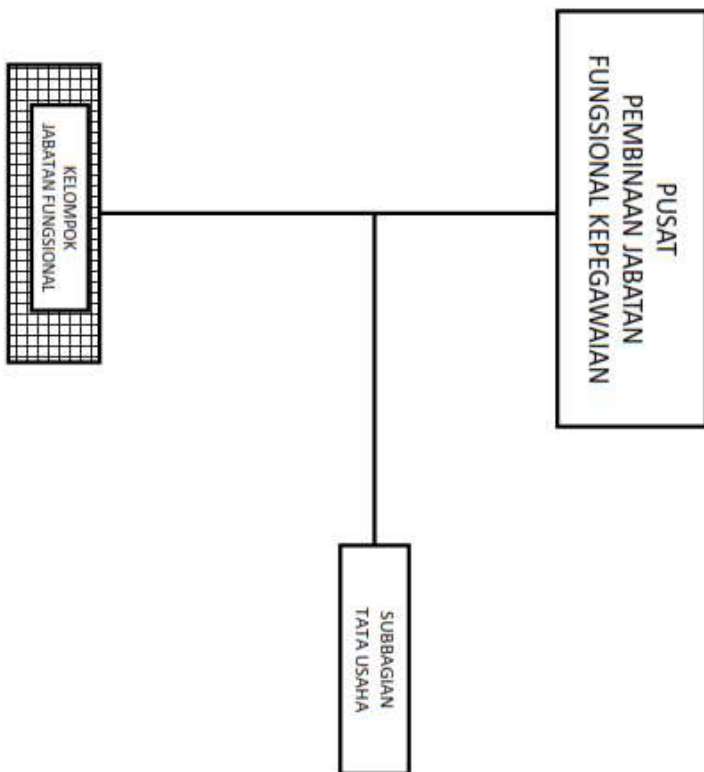 PUSAT
PEMBINAAN JABATAN
FUNGSIONAL KEPEGAWAIAN
SUBBAGIAN
TATA USAHA
KELOMPOK
JABATAN FUNGSIONAL